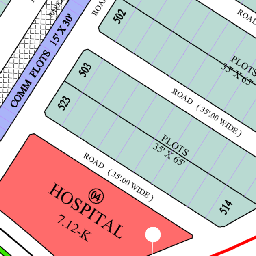 502
ROAD
PLOTS
35' X 65'
COMM PLOTS 15' X 30'
503
ROAD (35.00 WIDE)
523
PLOTS
35' X 65'
ROAD (35.00 WIDE)
514
64
HOSPITAL
7.12-K